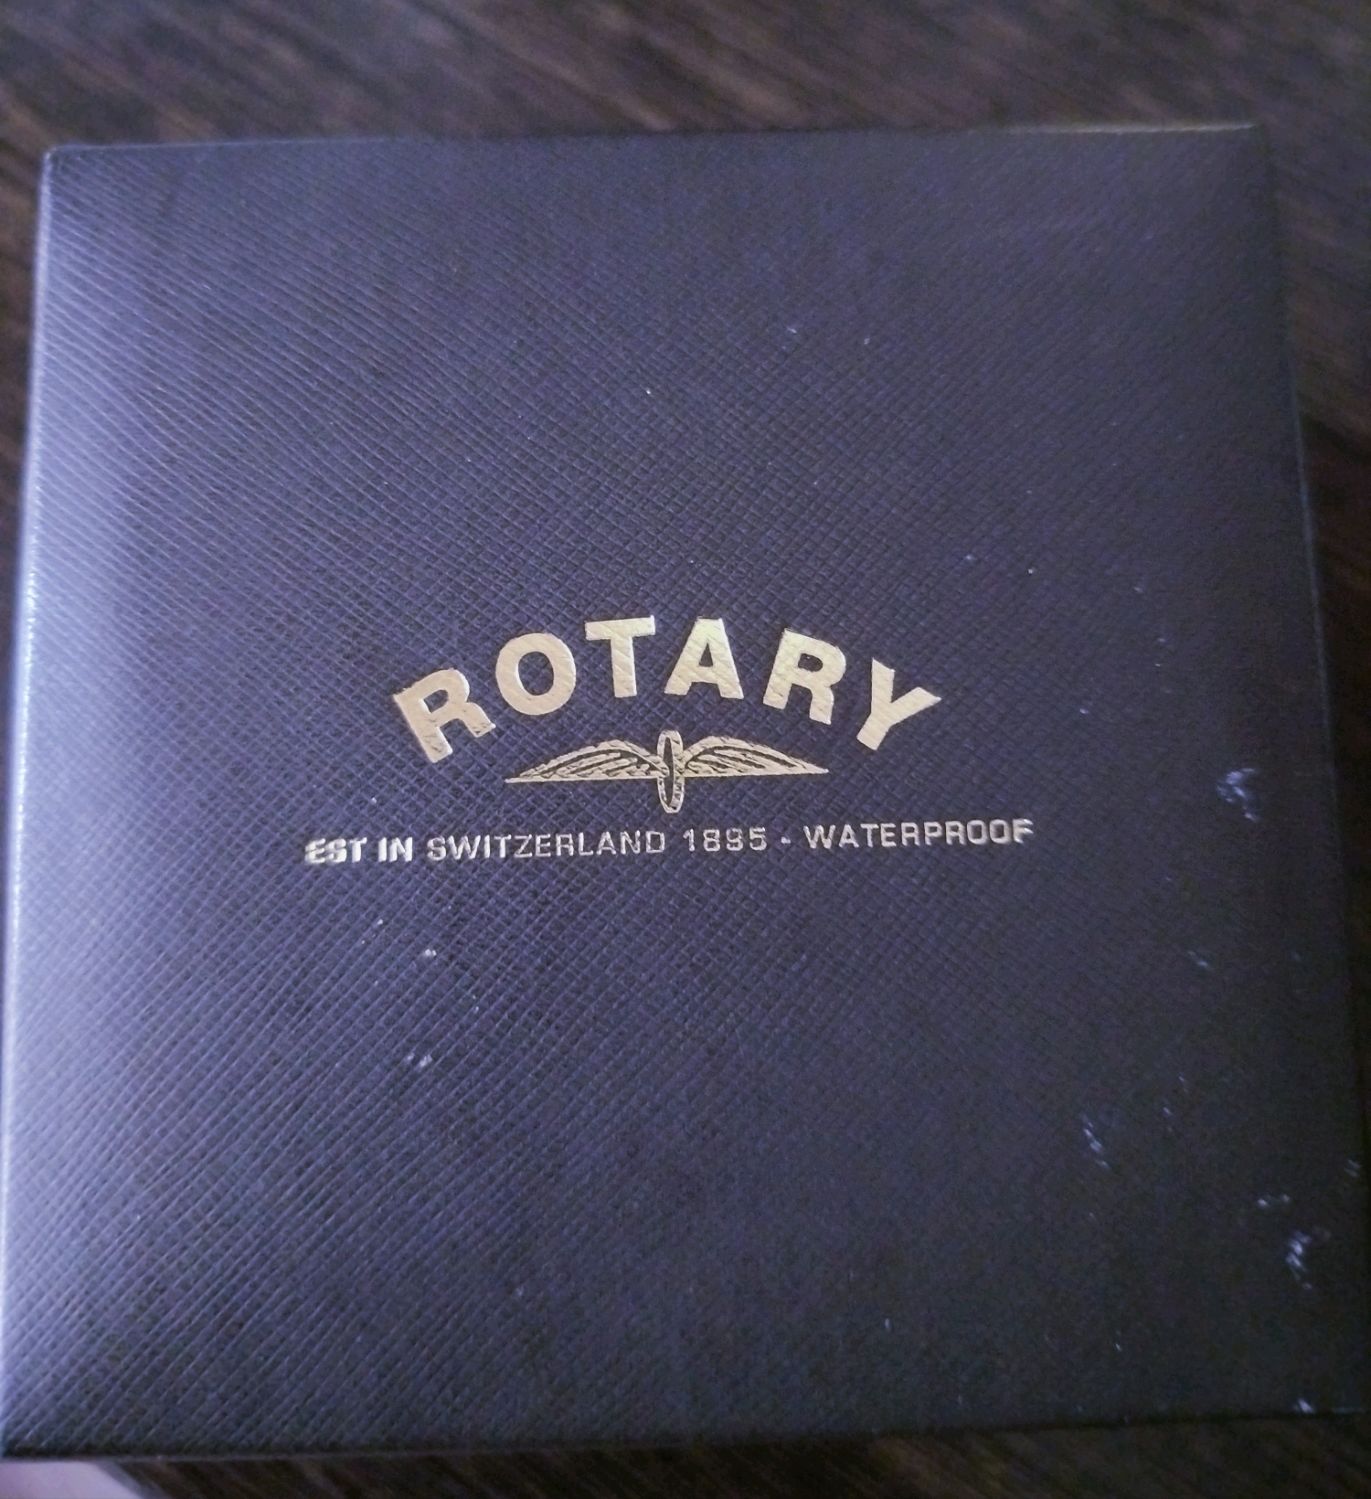 ROTARY
EST IN SWITZERLAND 1895 - WATERPROOF